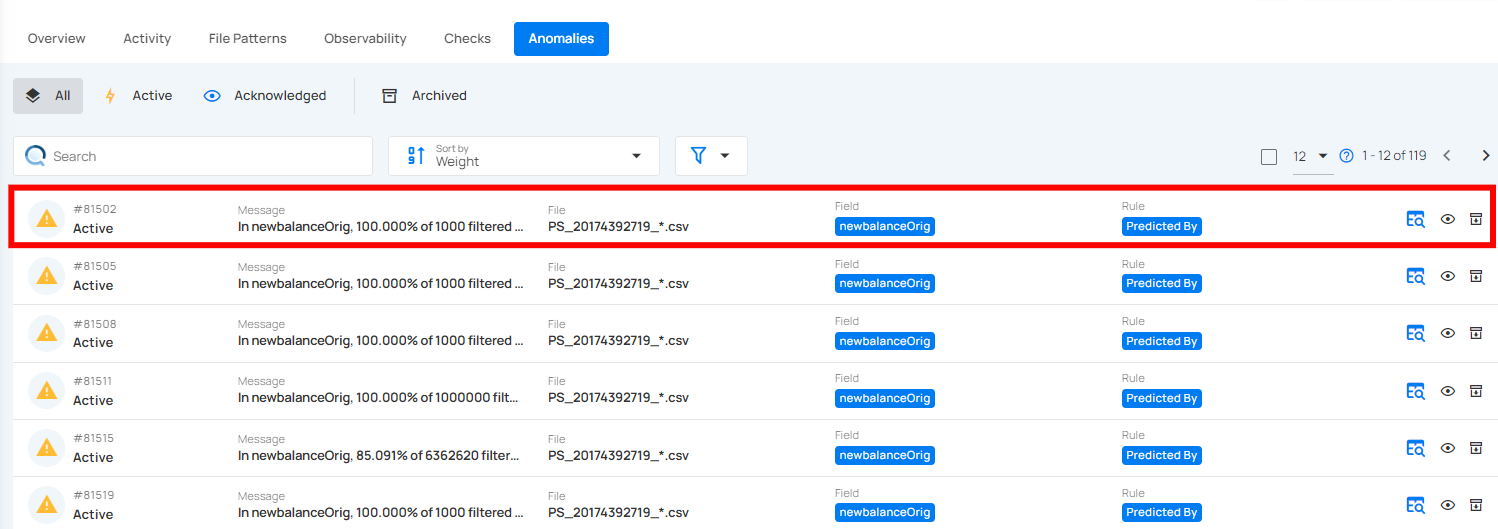 Overview Activity File Patterns Observability Checks Anomalies
All Active Acknowledged Archived
Search Sort by Weight 12 1 - 12 of 119
#81502 Message File Field Rule
Active In newbalanceOrig, 100.000% of 1000 filtered ... PS_20174392719_*.csv newbalanceOrig Predicted By
#81505 Message File Field Rule
Active In newbalanceOrig, 100.000% of 1000 filtered ... PS_20174392719_*.csv newbalanceOrig Predicted By
#81508 Message File Field Rule
Active In newbalanceOrig, 100.000% of 1000 filtered ... PS_20174392719_*.csv newbalanceOrig Predicted By
#81511 Message File Field Rule
Active In newbalanceOrig, 100.000% of 1000000 filt... PS_20174392719_*.csv newbalanceOrig Predicted By
#81515 Message File Field Rule
Active In newbalanceOrig, 85.091% of 6362620 filter... PS_20174392719_*.csv newbalanceOrig Predicted By
#81519 Message File Field Rule
Active In newbalanceOrig, 100.000% of 1000 filtered ... PS_20174392719_*.csv newbalanceOrig Predicted By